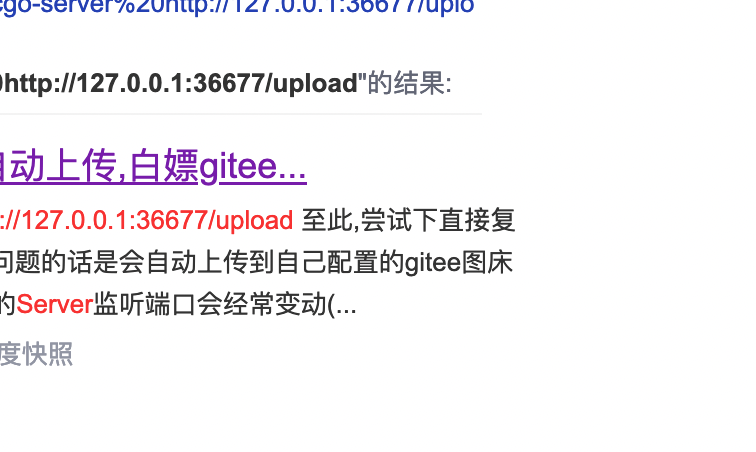 cgo-server%20http://127.0.0.1:36677/uplo
0http://127.0.0.1:36677/upload"的结果:
自动上传,白嫖gitee...
://127.0.0.1:36677/upload 至此,尝试下直接复
问题的话是会自动上传到自己配置的gitee图床
的Server监听端口会经常变动(...
度快照